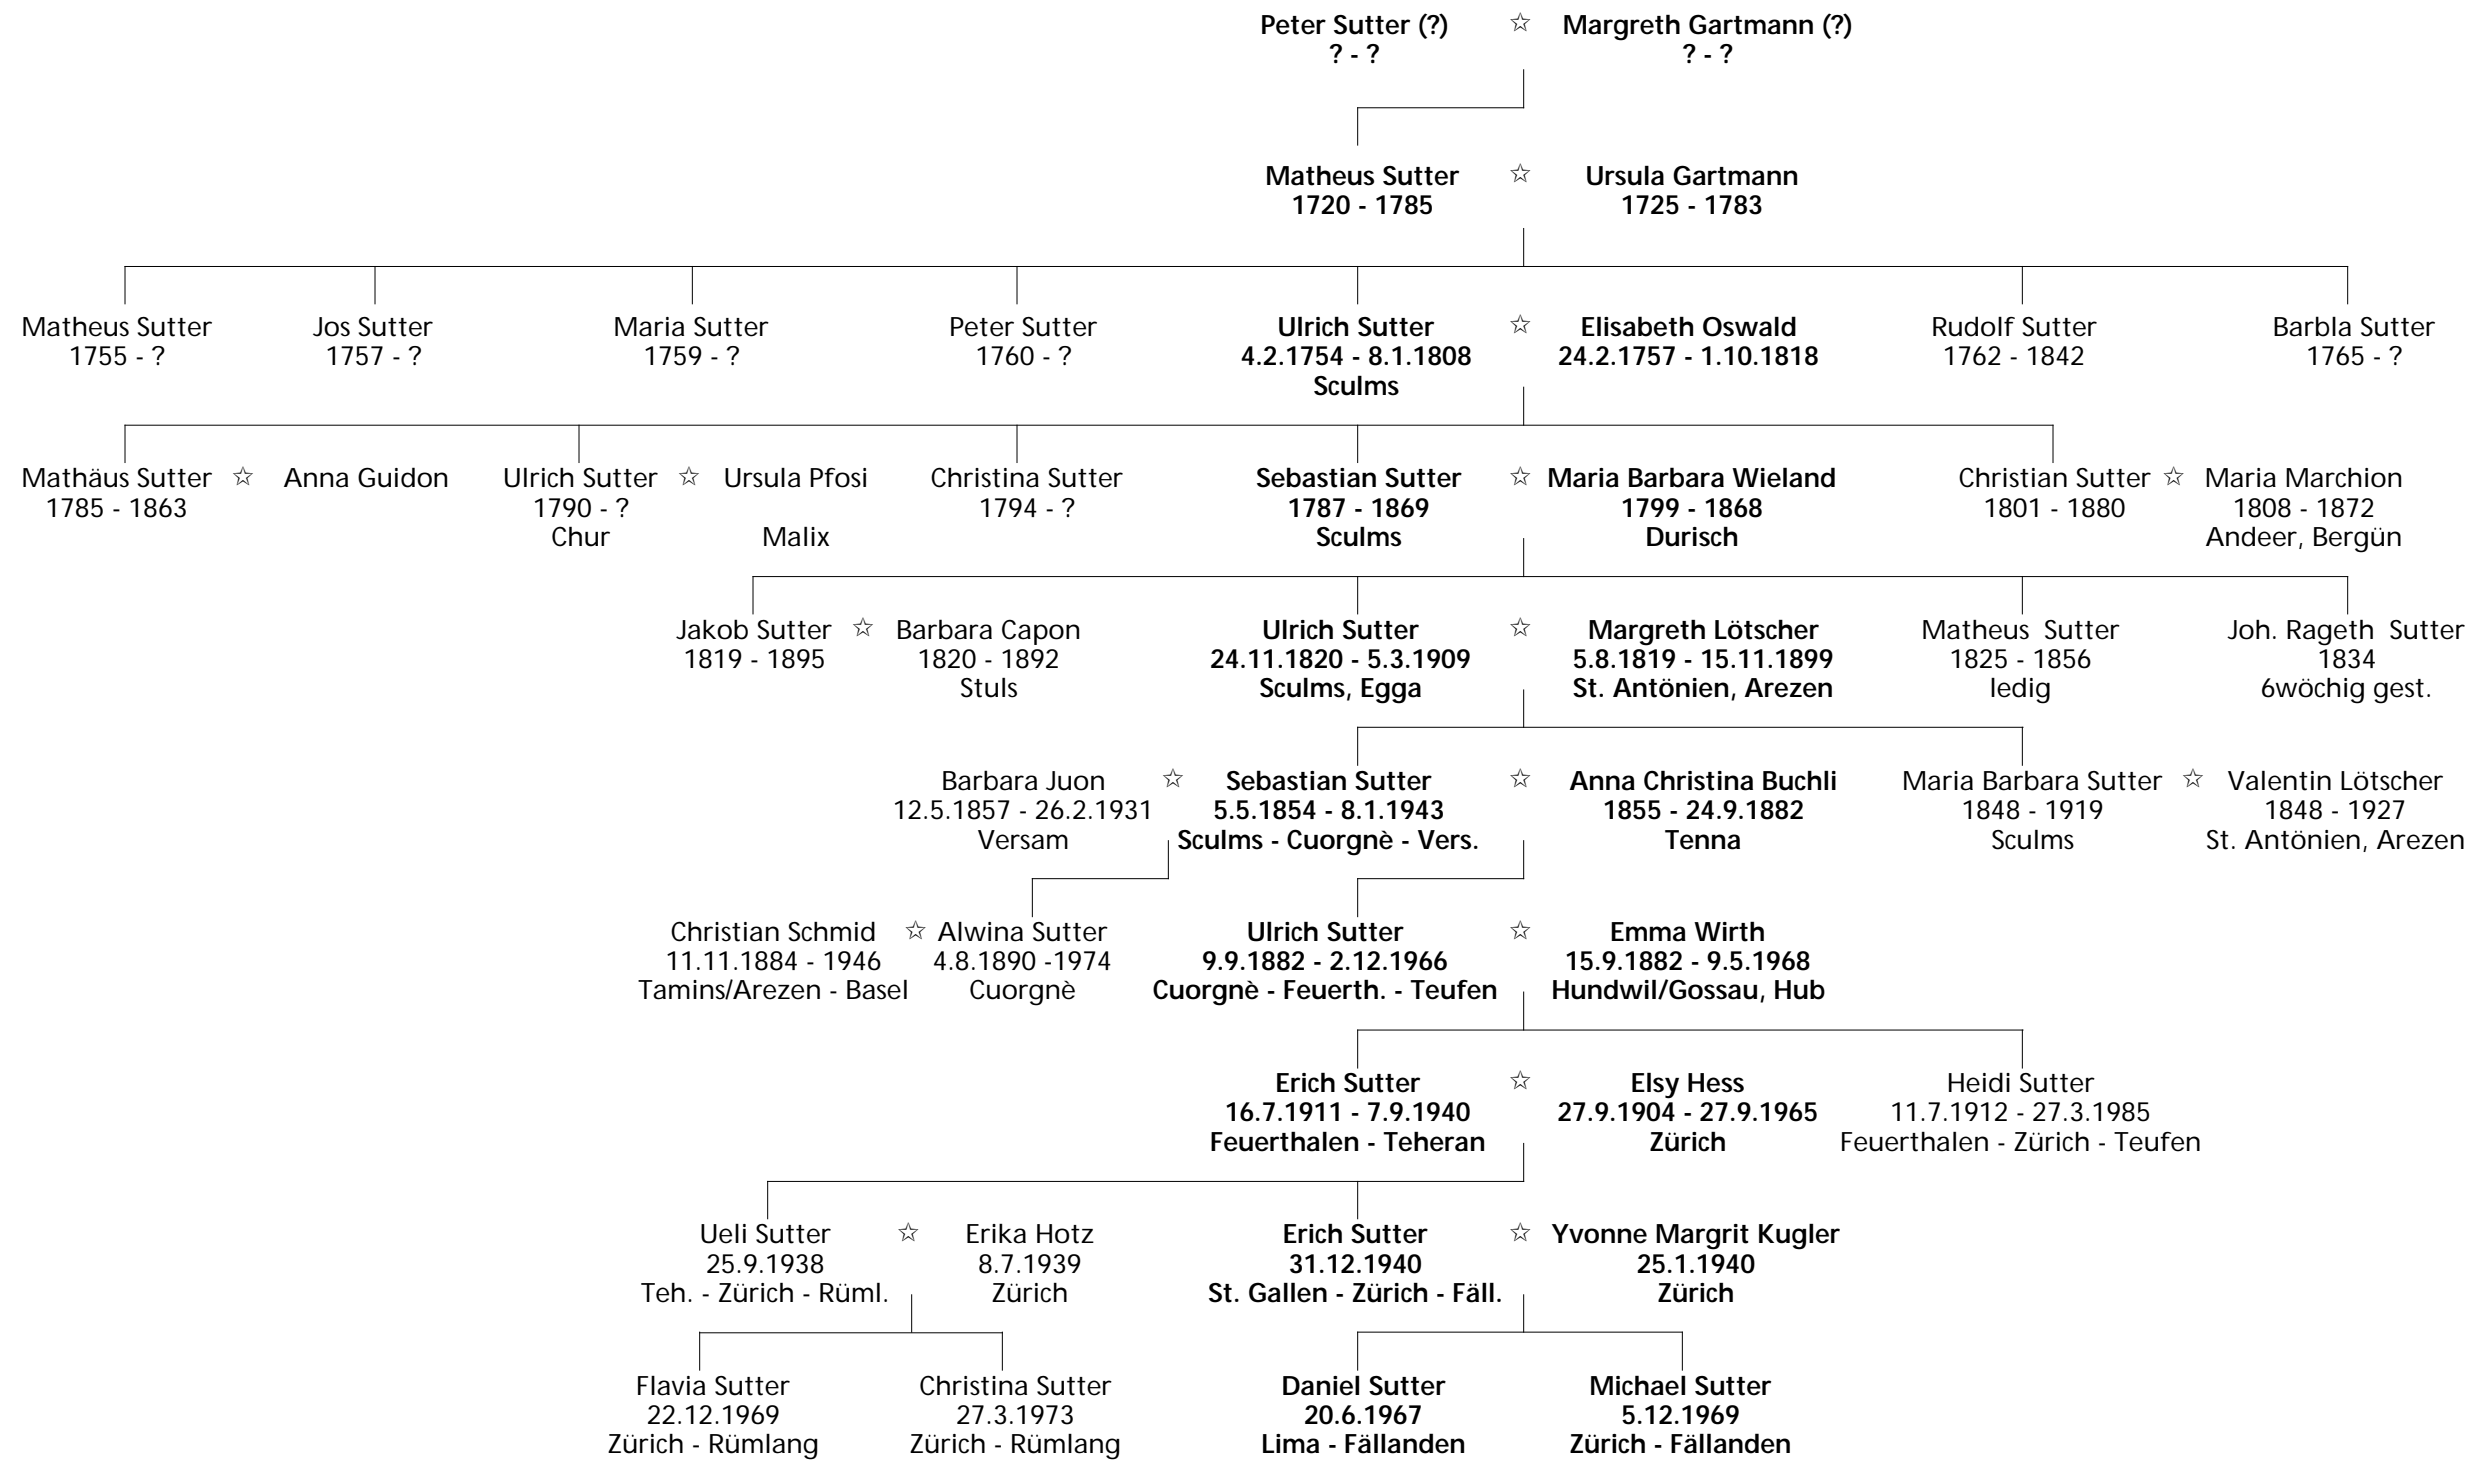 Peter Sutter (?) ☆ Margreth Gartmann (?)
? - ? ? - ?
Matheus Sutter ☆ Ursula Gartmann
1720 - 1785 1725 - 1783
Matheus Sutter Jos Sutter Maria Sutter Peter Sutter Ulrich Sutter ☆ Elisabeth Oswald Rudolf Sutter Barbla Sutter
1755 - ? 1757 - ? 1759 - ? 1760 - ? 4.2.1754 - 8.1.1808 24.2.1757 - 1.10.1818 1762 - 1842 1765 - ?
Sculms
Mathäus Sutter ☆ Anna Guidon Ulrich Sutter ☆ Ursula Pfosi Christina Sutter Sebastian Sutter ☆ Maria Barbara Wieland Christian Sutter ☆ Maria Marchion
1785 - 1863 1790 - ? 1794 - ? 1787 - 1869 1799 - 1868 1801 - 1880 1808 - 1872
Chur Malix Sculms Durisch Andeer, Bergün
Jakob Sutter ☆ Barbara Capon Ulrich Sutter ☆ Margreth Lötscher Matheus Sutter Joh. Rageth Sutter
1819 - 1895 1820 - 1892 24.11.1820 - 5.3.1909 5.8.1819 - 15.11.1899 1825 - 1856 1834
Stuls Sculms, Egga St. Antönien, Arezen ledig 6wöchig gest.
Barbara Juon ☆ Sebastian Sutter ☆ Anna Christina Buchli Maria Barbara Sutter ☆ Valentin Lötscher
12.5.1857 - 26.2.1931 5.5.1854 - 8.1.1943 1855 - 24.9.1882 1848 - 1919 1848 - 1927
Versam Sculms - Cuorgnè - Vers. Tenna Sculms St. Antönien, Arezen
Christian Schmid ☆ Alwina Sutter Ulrich Sutter ☆ Emma Wirth
11.11.1884 - 1946 4.8.1890 -1974 9.9.1882 - 2.12.1966 15.9.1882 - 9.5.1968
Tamins/Arezen - Basel Cuorgnè Cuorgnè - Feuerth. - Teufen Hundwil/Gossau, Hub
Erich Sutter ☆ Elsy Hess Heidi Sutter
16.7.1911 - 7.9.1940 27.9.1904 - 27.9.1965 11.7.1912 - 27.3.1985
Feuerthalen - Teheran Zürich Feuerthalen - Zürich - Teufen
Ueli Sutter ☆ Erika Hotz Erich Sutter ☆ Yvonne Margrit Kugler
25.9.1938 8.7.1939 31.12.1940 25.1.1940
Teh. - Zürich - Rüml. Zürich St. Gallen - Zürich - Fäll. Zürich
Flavia Sutter Christina Sutter Daniel Sutter Michael Sutter
22.12.1969 27.3.1973 20.6.1967 5.12.1969
Zürich - Rümlang Zürich - Rümlang Lima - Fällanden Zürich - Fällanden